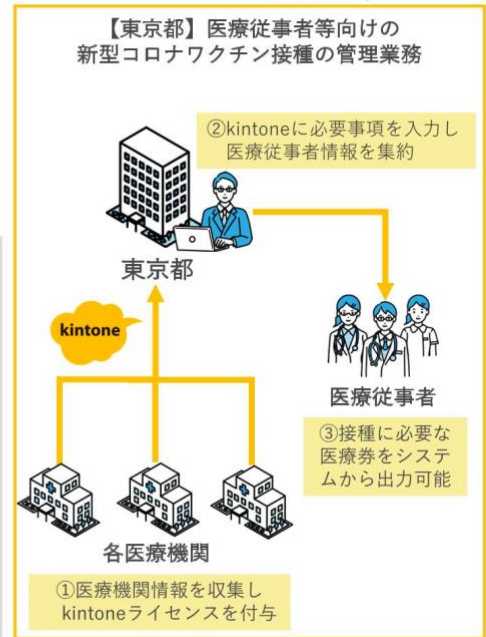 【東京都】医療従事者等向けの
新型コロナワクチン接種の管理業務
②kintoneに必要事項を入力し
医療従事者情報を集約
東京都
kintone
医療従事者
③接種に必要な
医療券をシステ
ムから出力可能
各医療機関
①医療機関情報を収集し
kintoneライセンスを付与